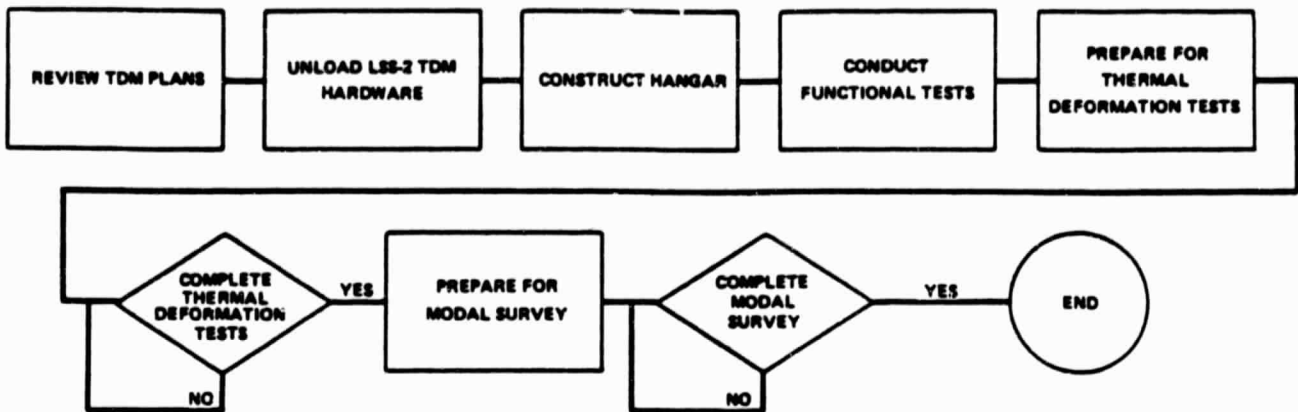 REVIEW TDM PLANS
UNLOAD LSS-2 TDM
HARDWARE
CONSTRUCT HANGAR
CONDUCT
FUNCTIONAL TESTS
PREPARE FOR
THERMAL
DEFORMATION TESTS
COMPLETE
THERMAL
DEFORMATION
TESTS
YES
NO
PREPARE FOR
MODAL SURVEY
COMPLETE
MODAL
SURVEY
YES
NO
END